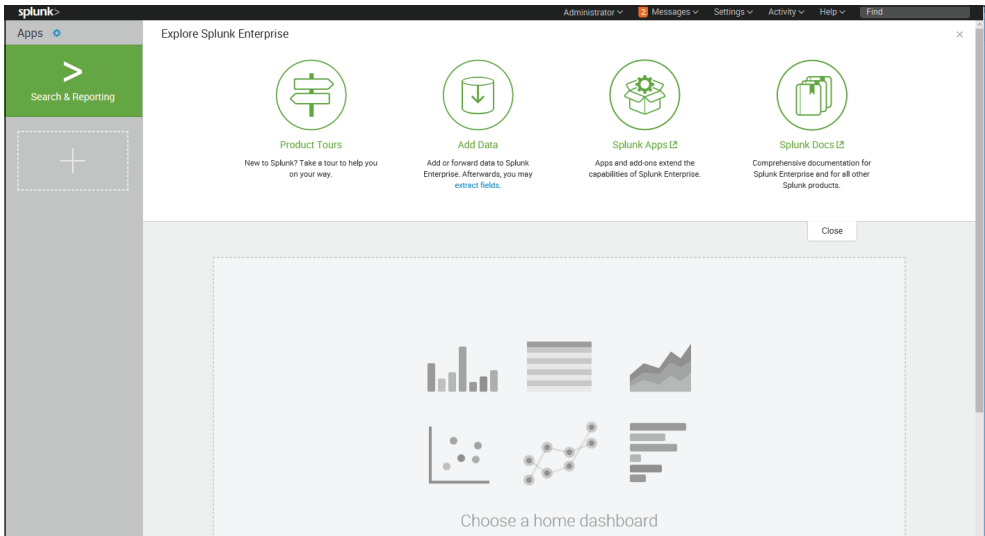 splunk>
Administrator
2 Messages
Settings
Activity
Help
Find
Apps
Explore Splunk Enterprise
>
Search & Reporting
Product Tours
New to Splunk? Take a tour to help you
on your way.
Add Data
Add or forward data to Splunk
Enterprise. Afterwards, you may
extract fields.
Splunk Apps
Apps and add-ons extend the
capabilities of Splunk Enterprise.
Splunk Docs
Comprehensive documentation for
Splunk Enterprise and for all other
Splunk products.
Close
Choose a home dashboard